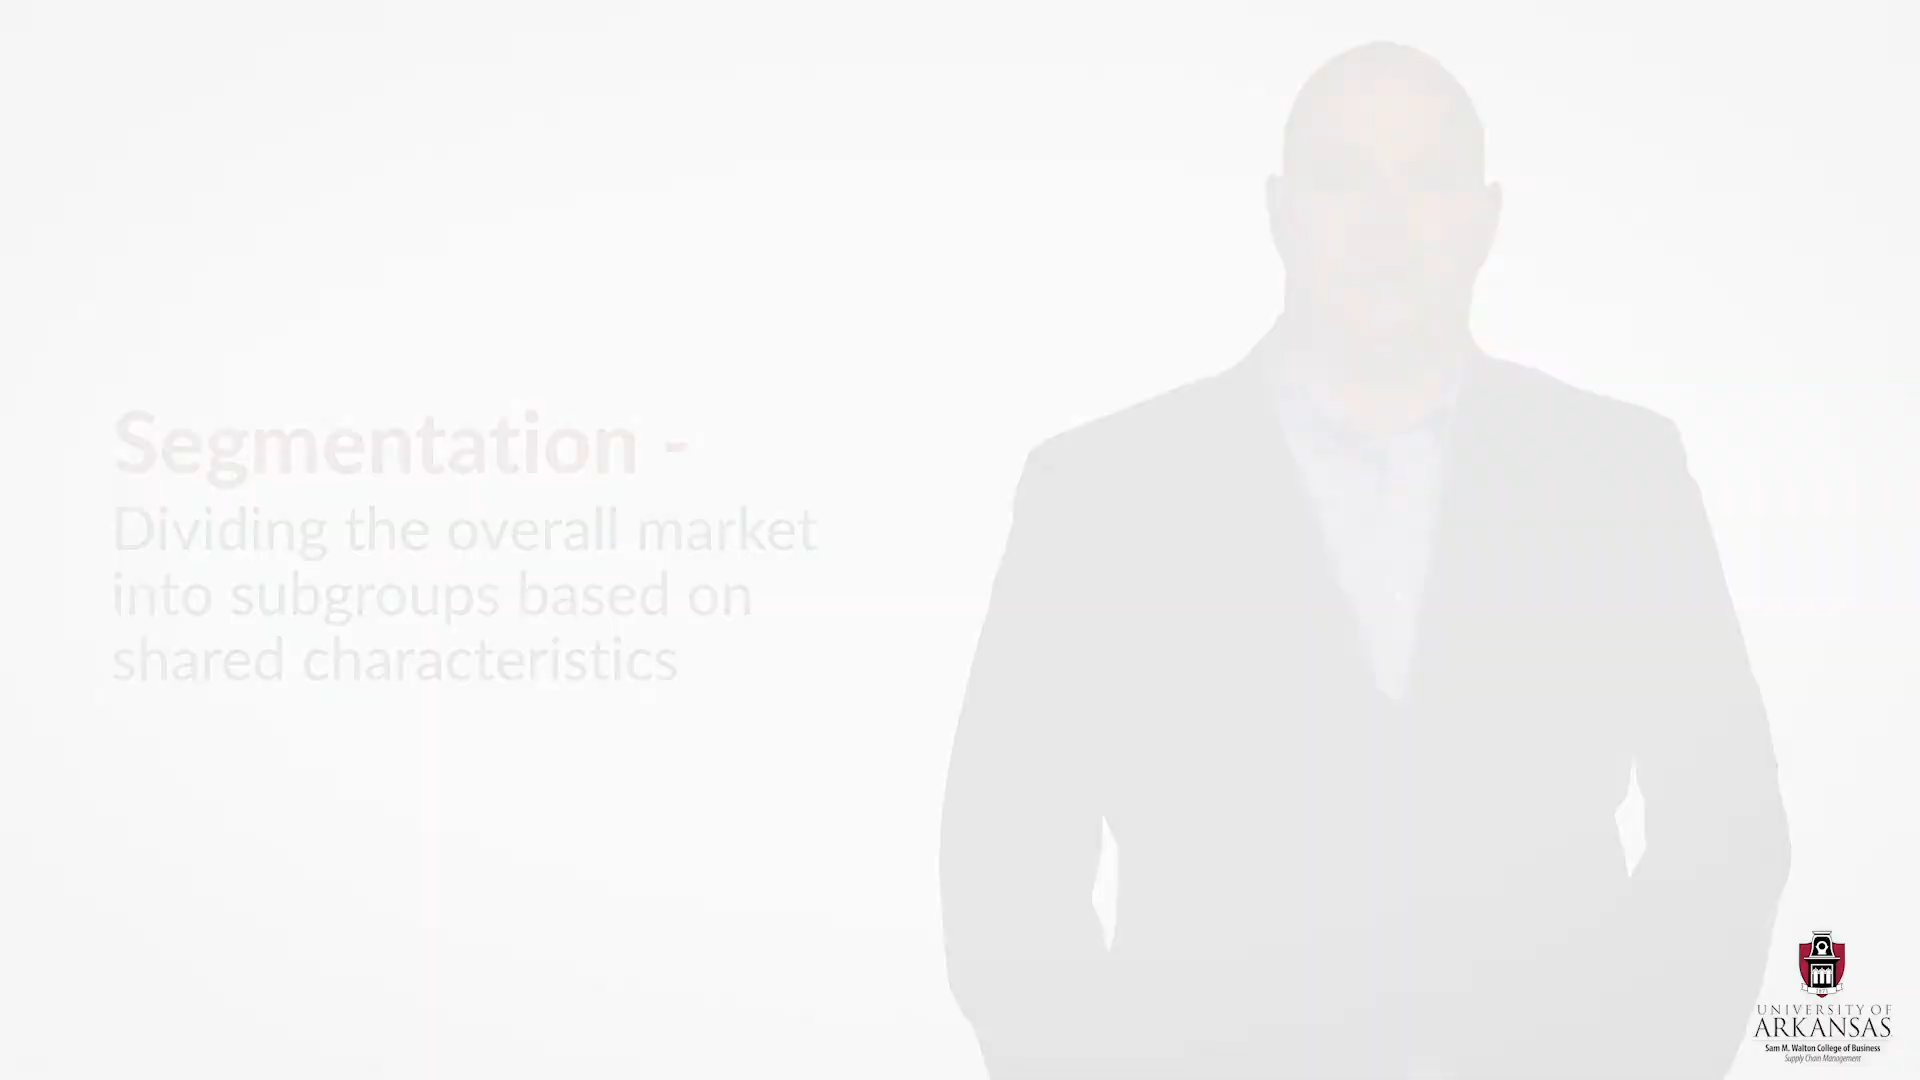 Segmentation -
Dividing the overall market
into subgroups based on
shared characteristics
1871
UNIVERSITY OF
ARKANSAS
Sam M. Walton College of Business
Supply Chain Management